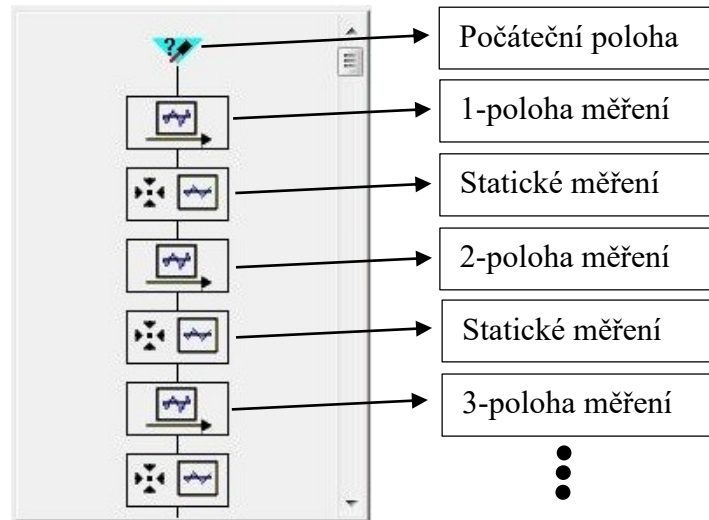 Počáteční poloha
1-poloha měření
Statické měření
2-poloha měření
Statické měření
3-poloha měření